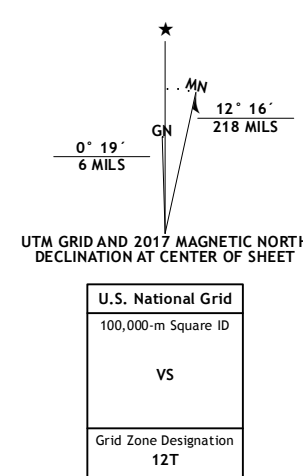 ★
MN
GN
12° 16´
218 MILS
0° 19´
6 MILS
UTM GRID AND 2017 MAGNETIC NORTH
DECLINATION AT CENTER OF SHEET
U.S. National Grid
100,000-m Square ID
VS
Grid Zone Designation
12T